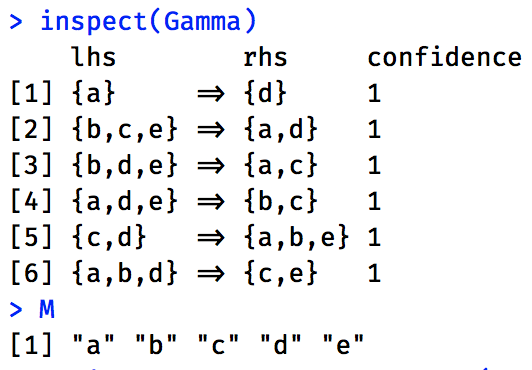 > inspect(Gamma)
lhs rhs confidence
[1] {a} ⇒ {d} 1
[2] {b,c,e} ⇒ {a,d} 1
[3] {b,d,e} ⇒ {a,c} 1
[4] {a,d,e} ⇒ {b,c} 1
[5] {c,d} ⇒ {a,b,e} 1
[6] {a,b,d} ⇒ {c,e} 1
> M
[1] "a" "b" "c" "d" "e"